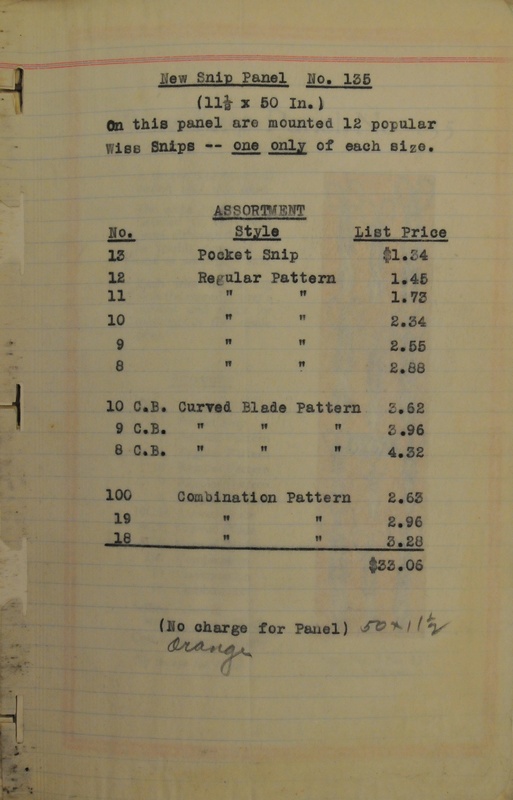 New Snip Panel No. 135
(11½ x 50 In.)
On this panel are mounted 12 popular
Wiss Snips -- one only of each size.
ASSORTMENT
No. Style List Price
13 Pocket Snip $1.34
12 Regular Pattern 1.45
11 " " 1.73
10 " " 2.34
9 " " 2.55
8 " " 2.88
10 C.B. Curved Blade Pattern 3.62
9 C.B. " " " 3.96
8 C.B. " " " 4.32
100 Combination Pattern 2.63
19 " " 2.96
18 " " 3.28
$33.06
(No charge for Panel) 50 x 11½
Orange